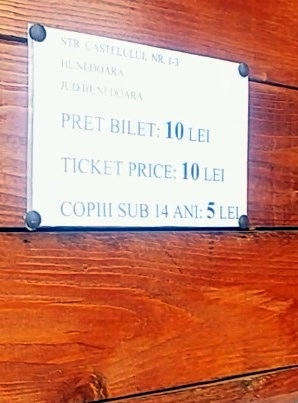 STR. CASTELULUI, NR. 1-3
HUNEDOARA
JUD HUNEDOARA
PRET BILET: 10 LEI
TICKET PRICE: 10 LEI
COPIII SUB 14 ANI: 5 LEI